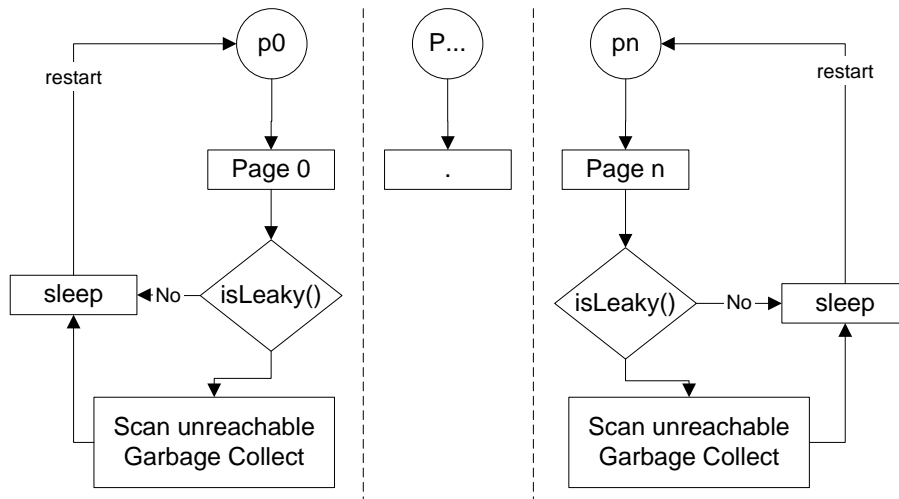 p0
P...
pn
restart
restart
Page 0
.
Page n
isLeaky()
No
sleep
isLeaky()
No
sleep
Scan unreachable
Garbage Collect
Scan unreachable
Garbage Collect